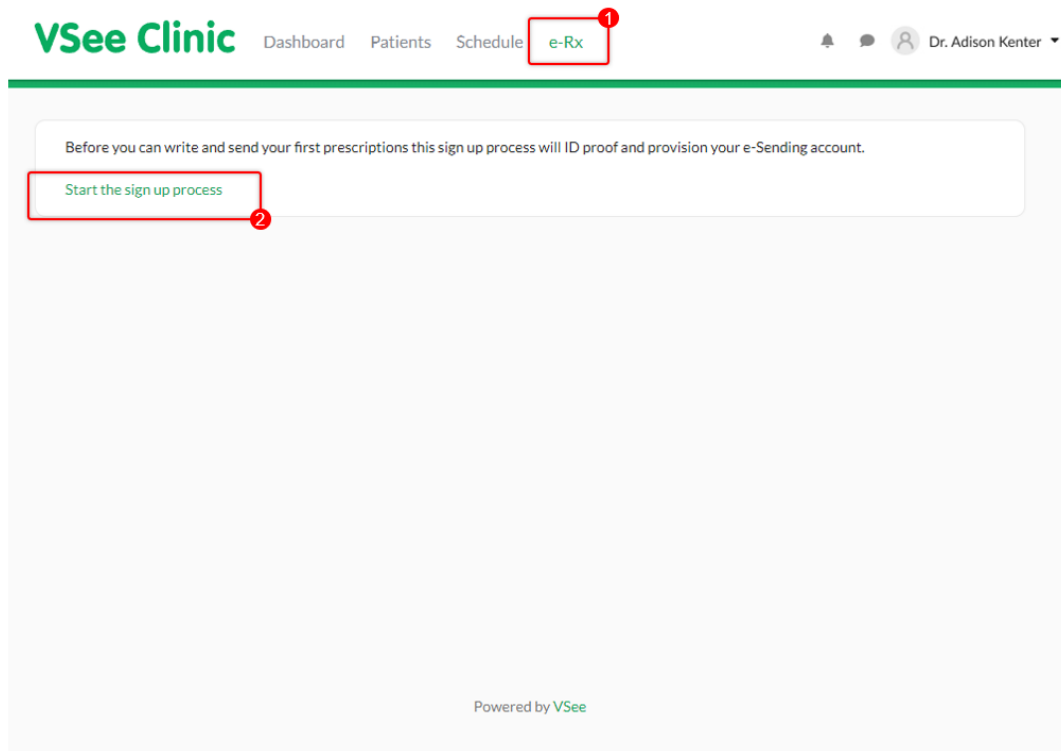 VSee Clinic Dashboard Patients Schedule e-Rx 1 Dr. Adison Kenter
Before you can write and send your first prescriptions this sign up process will ID proof and provision your e-Sending account.
Start the sign up process
2
Powered by VSee